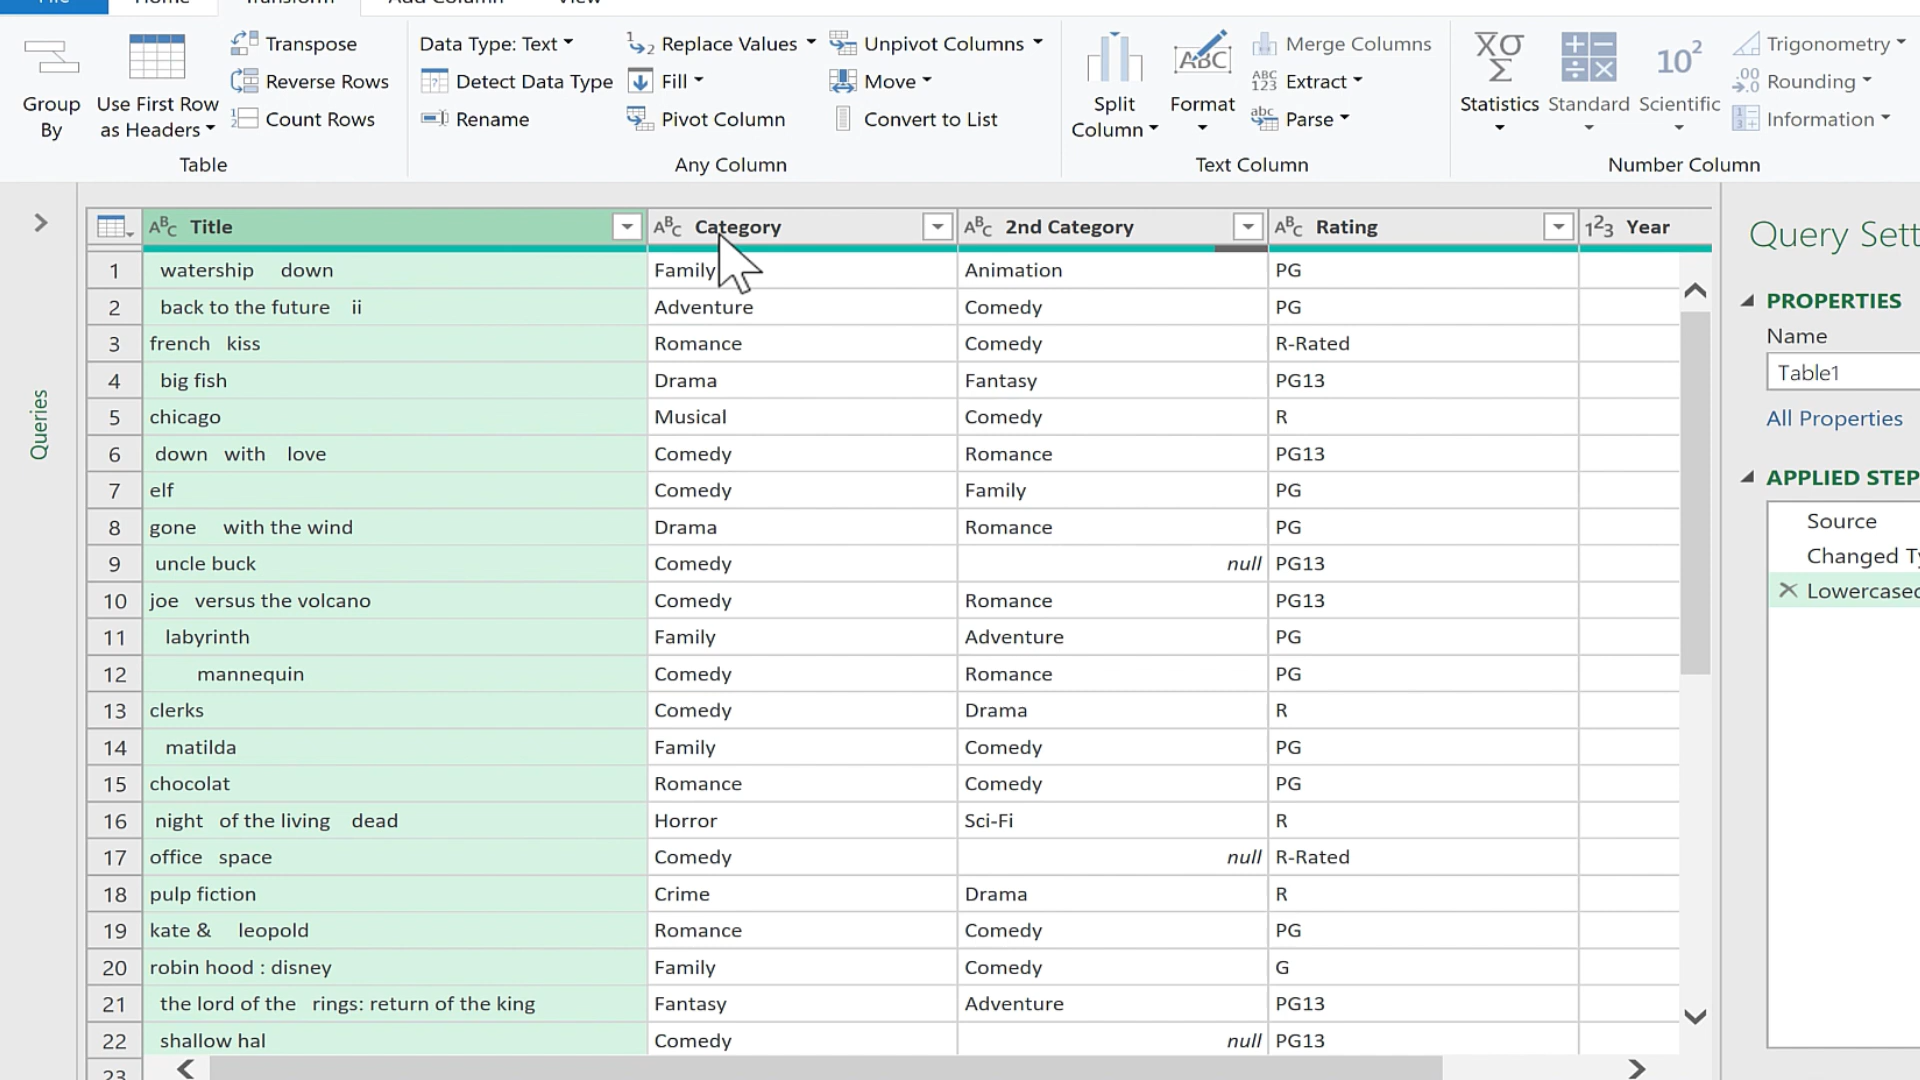 File Home Transform Add Column View
Transpose Data Type: Text Replace Values Unpivot Columns Merge Columns Trigonometry
Reverse Rows Detect Data Type Fill Move Extract Rounding
Group By Use First Row as Headers Split Column Format Statistics Standard Scientific
Count Rows Rename Pivot Column Convert to List Parse Information
Table Any Column Text Column Number Column
Title Category 2nd Category Rating Year
1 watership down Family Animation PG
2 back to the future ii Adventure Comedy PG
3 french kiss Romance Comedy R-Rated
4 big fish Drama Fantasy PG13
5 chicago Musical Comedy R
6 down with love Comedy Romance PG13
7 elf Comedy Family PG
8 gone with the wind Drama Romance PG
9 uncle buck Comedy null PG13
10 joe versus the volcano Comedy Romance PG13
11 labyrinth Family Adventure PG
12 mannequin Comedy Romance PG
13 clerks Comedy Drama R
14 matilda Family Comedy PG
15 chocolat Romance Comedy PG
16 night of the living dead Horror Sci-Fi R
17 office space Comedy null R-Rated
18 pulp fiction Crime Drama R
19 kate & leopold Romance Comedy PG
20 robin hood : disney Family Comedy G
21 the lord of the rings: return of the king Fantasy Adventure PG13
22 shallow hal Comedy null PG13
23
Queries
Query Sett
PROPERTIES
Name
Table1
All Properties
APPLIED STEP
Source
Changed Ty
Lowercased